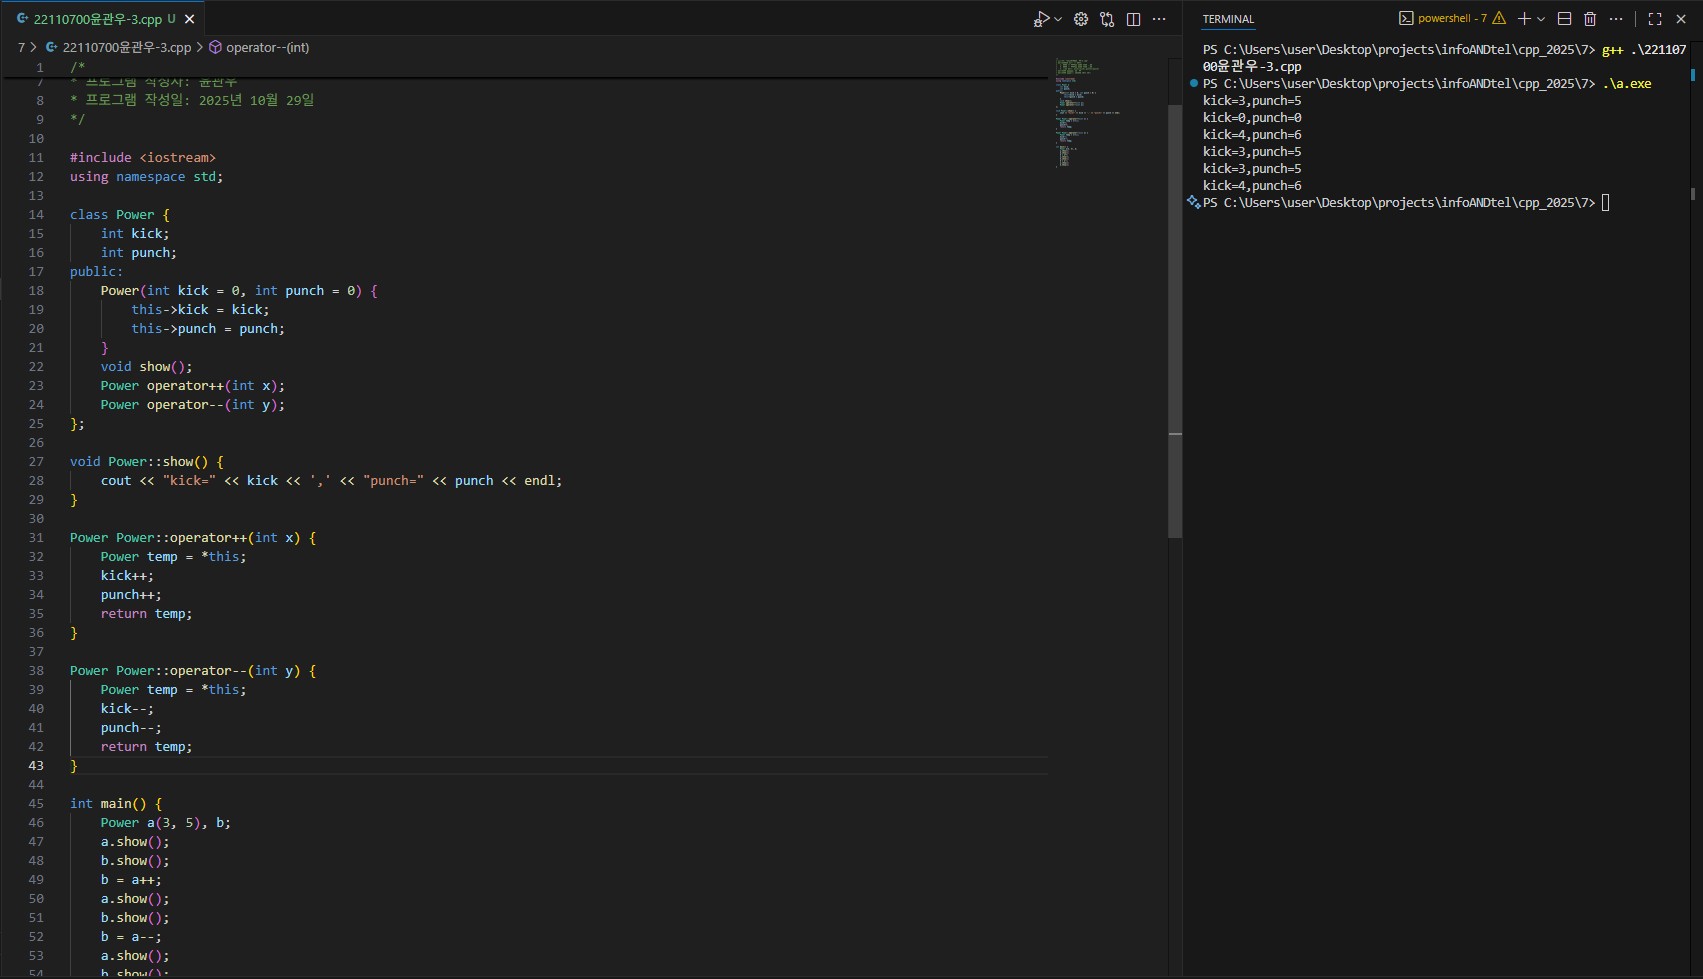 22110700윤관우-3.cpp U
7 > 22110700윤관우-3.cpp > operator--(int)
1 /*
7 * 프로그램 작성자: 윤관우
8 * 프로그램 작성일: 2025년 10월 29일
9 */
10
11 #include <iostream>
12 using namespace std;
13
14 class Power {
15 int kick;
16 int punch;
17 public:
18 Power(int kick = 0, int punch = 0) {
19 this->kick = kick;
20 this->punch = punch;
21 }
22 void show();
23 Power operator++(int x);
24 Power operator--(int y);
25 };
26
27 void Power::show() {
28 cout << "kick=" << kick << ',' << "punch=" << punch << endl;
29 }
30
31 Power Power::operator++(int x) {
32 Power temp = *this;
33 kick++;
34 punch++;
35 return temp;
36 }
37
38 Power Power::operator--(int y) {
39 Power temp = *this;
40 kick--;
41 punch--;
42 return temp;
43 }
44
45 int main() {
46 Power a(3, 5), b;
47 a.show();
48 b.show();
49 b = a++;
50 a.show();
51 b.show();
52 b = a--;
53 a.show();
54 b.show();
TERMINAL
powershell - 7
PS C:\Users\user\Desktop\projects\infoANDtel\cpp_2025\7> g++ .\221107
00윤관우-3.cpp
PS C:\Users\user\Desktop\projects\infoANDtel\cpp_2025\7> .\a.exe
kick=3,punch=5
kick=0,punch=0
kick=4,punch=6
kick=3,punch=5
kick=3,punch=5
kick=4,punch=6
PS C:\Users\user\Desktop\projects\infoANDtel\cpp_2025\7>